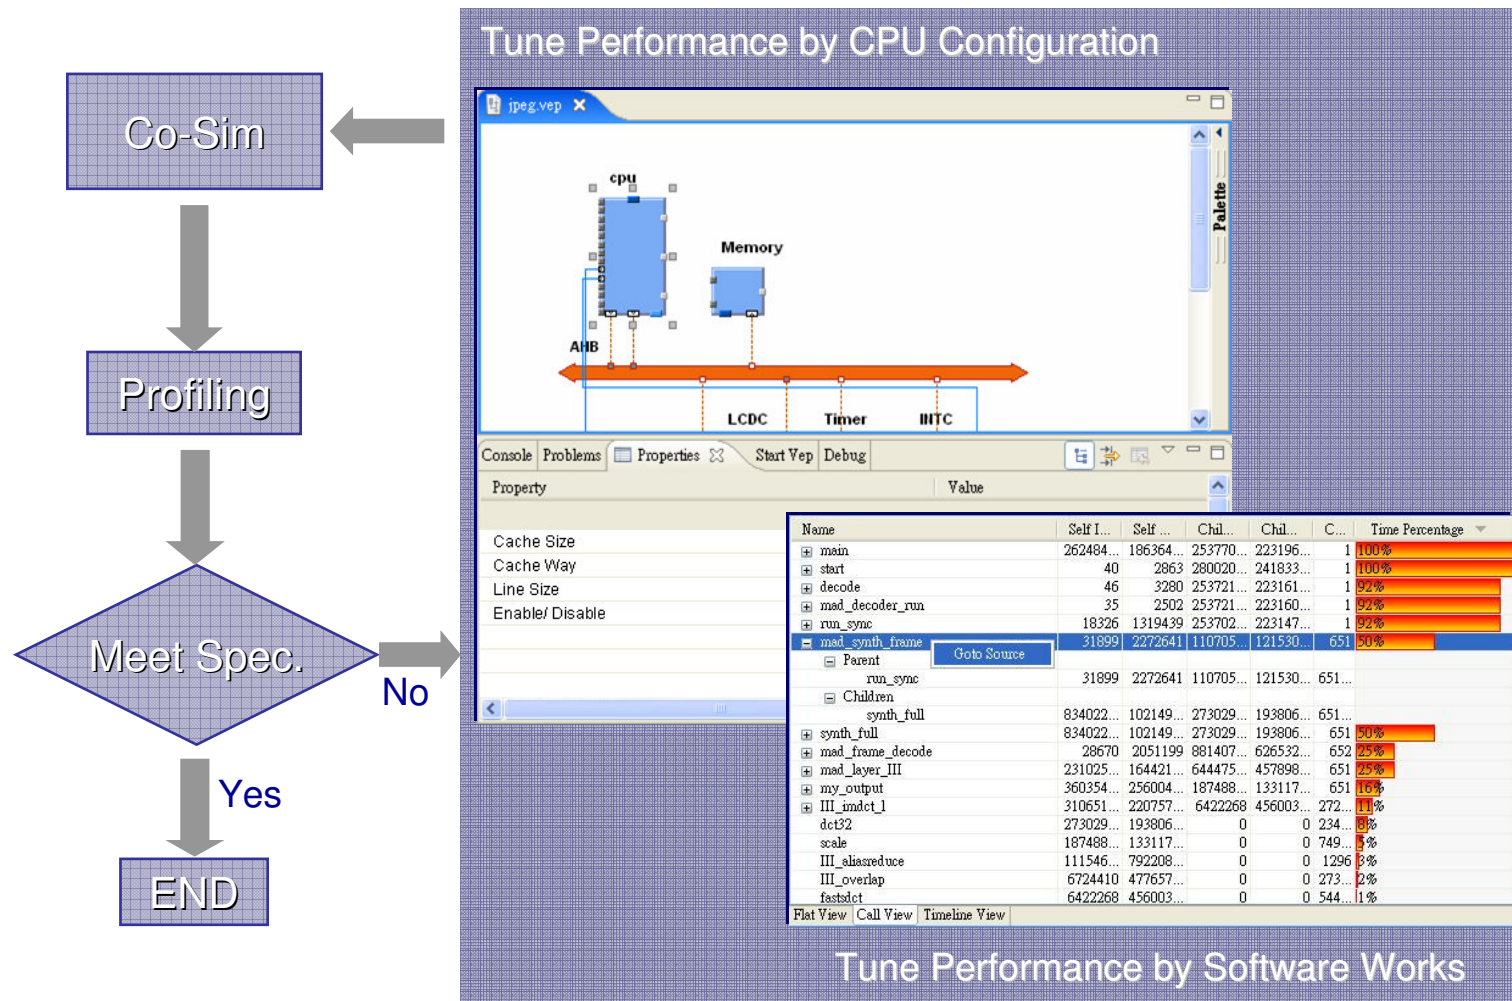 Tune Performance by CPU Configuration
Co-Sim
Profiling
Meet Spec.
No
Yes
END
jpeg.vep
Palette
cpu
Memory
AHB
LCDC Timer INTC
Console Problems Properties Start Vep Debug
Property Value
Cache Size
Cache Way
Line Size
Enable/ Disable
Name Self I... Self ... Chil... Chil... C... Time Percentage
main 262484... 186364... 253770... 223196... 1 100%
start 40 2863 280020... 241833... 1 100%
decode 46 3280 253721... 223161... 1 92%
mad_decoder_run 35 2502 253721... 223160... 1 92%
run_sync 18326 1319439 253702... 223147... 1 92%
mad_synth_frame 31899 2272641 110705... 121530... 651 50%
Goto Source
Parent
run_sync 31899 2272641 110705... 121530... 651...
Children
synth_full 834022... 102149... 273029... 193806... 651...
synth_full 834022... 102149... 273029... 193806... 651 50%
mad_frame_decode 28670 2051199 881407... 626532... 652 25%
mad_layer_III 231025... 164421... 644475... 457898... 651 25%
my_output 360354... 256004... 187488... 133117... 651 16%
III_imdct_l 310651... 220757... 6422268 456003... 272... 11%
dct32 273029... 193806... 0 0 234... 8%
scale 187488... 133117... 0 0 749... 5%
III_aliasreduce 111546... 792208... 0 0 1296 3%
III_overlap 6724410 477657... 0 0 273... 2%
fastsdct 6422268 456003... 0 0 544... 1%
Flat View Call View Timeline View
Tune Performance by Software Works